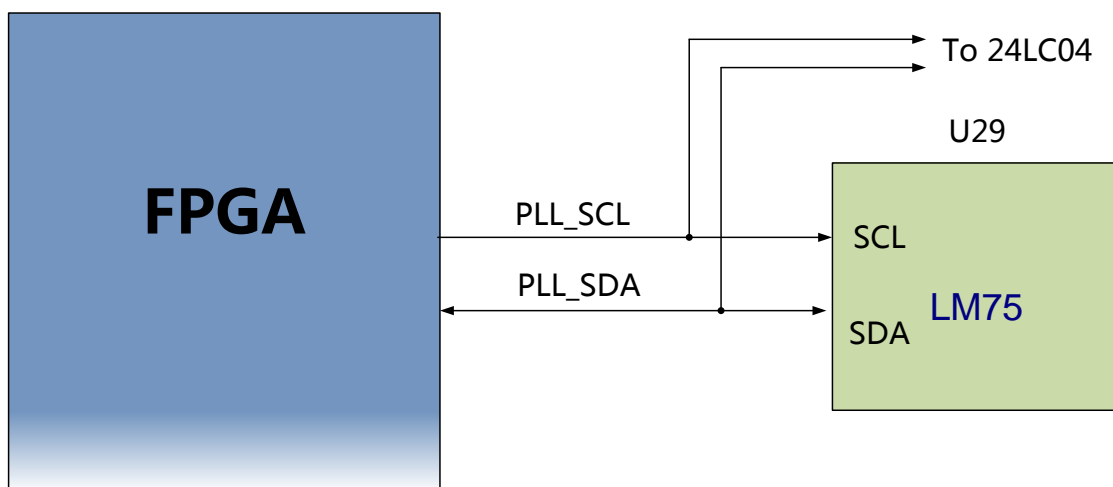 To 24LC04
U29
FPGA
PLL_SCL
SCL
PLL_SDA
LM75
SDA